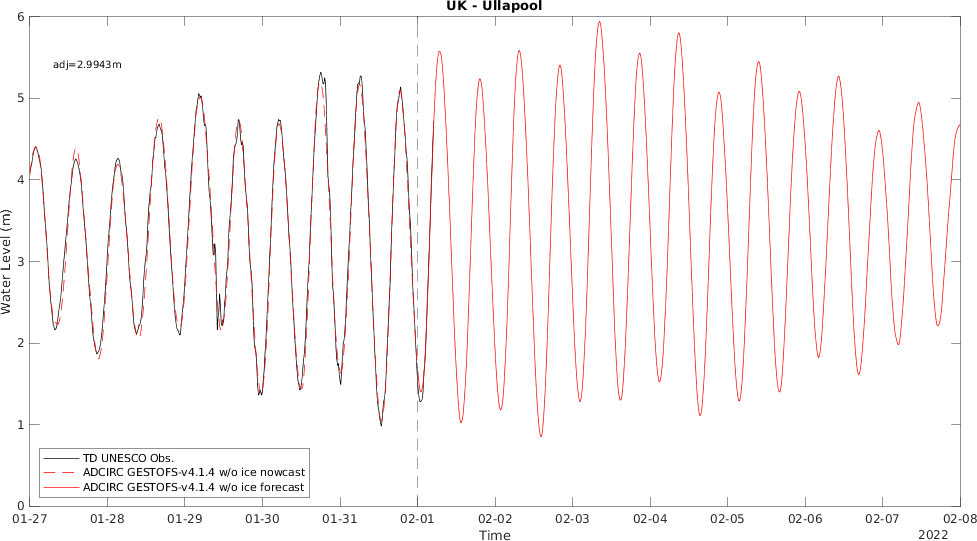 UK - Ullapool
6
5
4
3
2
1
0
adj=2.9943m
Water Level (m)
TD UNESCO Obs.
ADCIRC GESTOFS-v4.1.4 w/o ice nowcast
ADCIRC GESTOFS-v4.1.4 w/o ice forecast
01-27 01-28 01-29 01-30 01-31 02-01 02-02 02-03 02-04 02-05 02-06 02-07 02-08
Time
2022